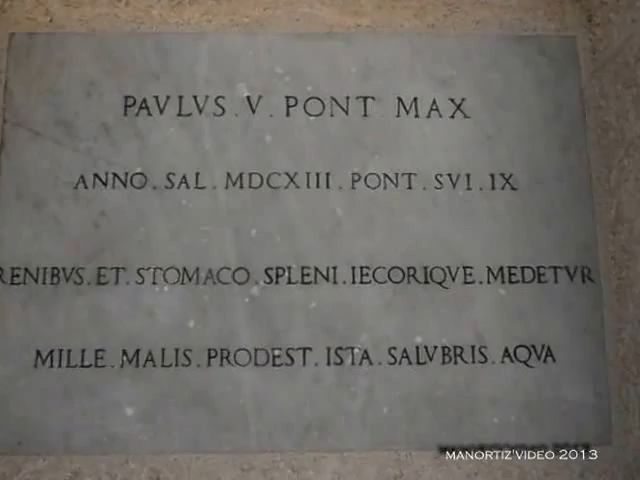 PAVLVS . V . PONT MAX
ANNO . SAL . MDCXIII . PONT . SVI . IX
RENIBVS . ET . STOMACO . SPLENI . IECORIQVE . MEDETVR
MILLE . MALIS . PRODEST . ISTA . SALVBRIS . AQVA
MANORTIZ'VIDEO 2013